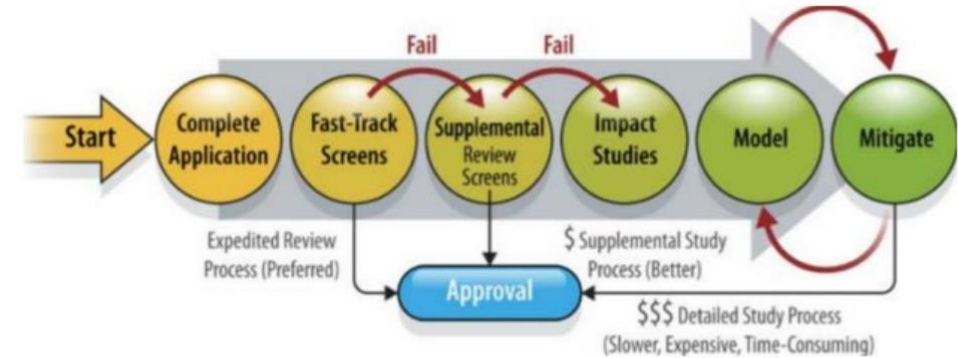 Fail
Fail
Start
Complete
Application
Fast-Track
Screens
Supplemental
Review
Screens
Impact
Studies
Model
Mitigate
Expedited Review
Process (Preferred)
$ Supplemental Study
Process (Better)
Approval
$$$ Detailed Study Process
(Slower, Expensive, Time-Consuming)